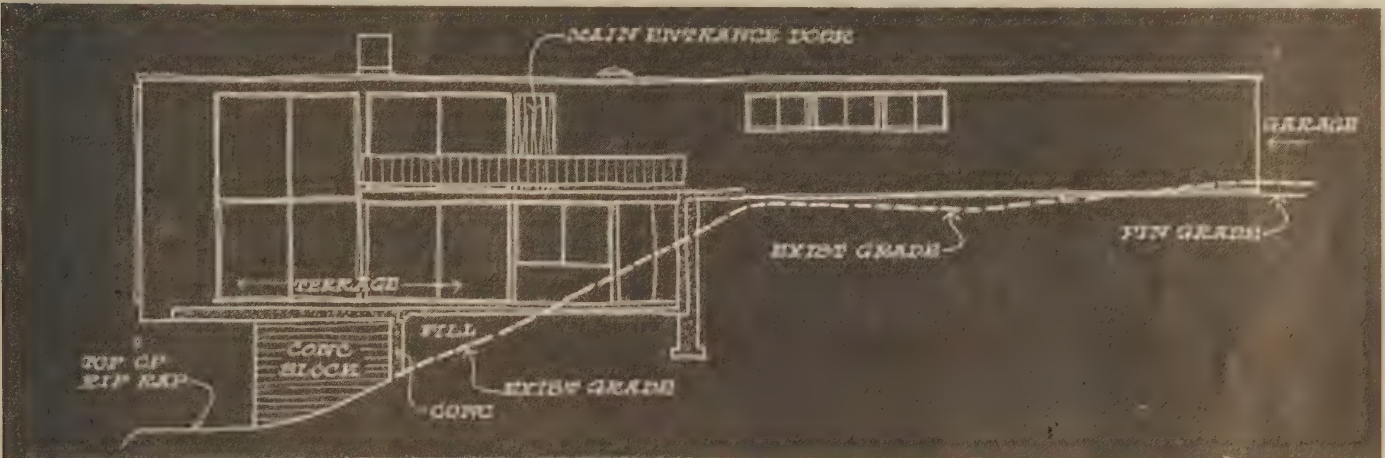 MAIN ENTRANCE DOOR
GARAGE
EXIST GRADE
FIN GRADE
TERRACE
FILL
CONC
BLOCK
TOP OF
RIP RAP
EXIST GRADE
CONC